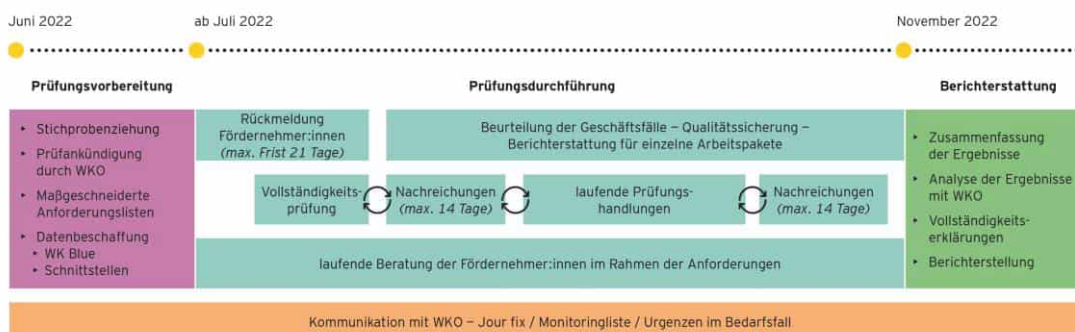 Juni 2022
ab Juli 2022
November 2022
Prüfungsvorbereitung
Prüfungsdurchführung
Berichterstattung
‣ Stichprobenziehung
‣ Prüfankündigung
durch WKO
‣ Maßgeschneiderte
Anforderungslisten
‣ Datenbeschaffung
‣ WK Blue
‣ Schnittstellen
Rückmeldung
Fördernehmer:innen
(max. Frist 21 Tage)
Beurteilung der Geschäftsfälle – Qualitätssicherung –
Berichterstattung für einzelne Arbeitspakete
Vollständigkeits-
prüfung
Nachreichungen
(max. 14 Tage)
laufende Prüfungs-
handlungen
Nachreichungen
(max. 14 Tage)
laufende Beratung der Fördernehmer:innen im Rahmen der Anforderungen
‣ Zusammenfassung
der Ergebnisse
‣ Analyse der Ergebnisse
mit WKO
‣ Vollständigkeits-
erklärungen
‣ Berichterstellung
Kommunikation mit WKO – Jour fix / Monitoringliste / Urgenzen im Bedarfsfall